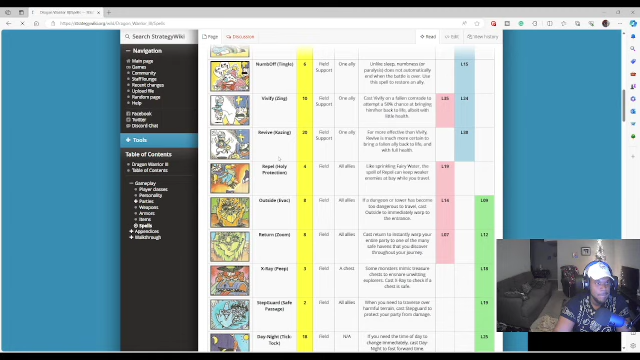 Dragon Warrior III/Spells
https://strategywiki.org/wiki/Dragon_Warrior_III/Spells
Search StrategyWiki
Page
Discussion
Read
Edit
View history
Navigation
Main page
Games
Community
Staff lounge
Recent changes
Upload file
Random page
Help
Facebook
Twitter
Discord Chat
Tools
Table of Contents
Dragon Warrior III
Table of Contents
Gameplay
Player classes
Personality
Parties
Weapons
Armors
Items
Spells
Appendices
Walkthrough
NumbOff (Tingle) 6 Field Support One ally Unlike sleep, numbness (or paralysis) does not automatically end when the battle is over. Use this spell to restore an ally. L15
Vivify (Zing) 10 Field Support One ally Cast Vivify on a fallen comrade to attempt a 50% chance at bringing him/her back to life, albeit with little health. L35 L24
Revive (Kazing) 20 Field Support One ally Far more effective than Vivify. Revive is much more certain to bring a fallen ally back to life, and with full health. L38
Repel (Holy Protection) 4 Field All allies Like sprinkling Fairy Water, the spell of Repel can keep weaker enemies at bay while you travel. L19
Outside (Evac) 8 Field All allies If a dungeon or tower has become too dangerous to travel, cast Outside to immediately warp to the entrance. L14 L09
Return (Zoom) 8 Field All allies Cast return to instantly warp your entire party to one of the many safe havens that you discover throughout your journey. L07 L12
X-Ray (Peep) 3 Field A chest Some monsters mimic treasure chests to ensnare unwitting explorers. Cast X-Ray to check if a chest is safe. L18
StepGuard (Safe Passage) 2 Field All allies When you need to traverse over harmful terrain, cast Stepguard to protect your party from damage. L19
Day-Night (Tick-Tock) 18 Field N/A If you need the time of day to change immediately, cast Day-Night to fast forward time. L25